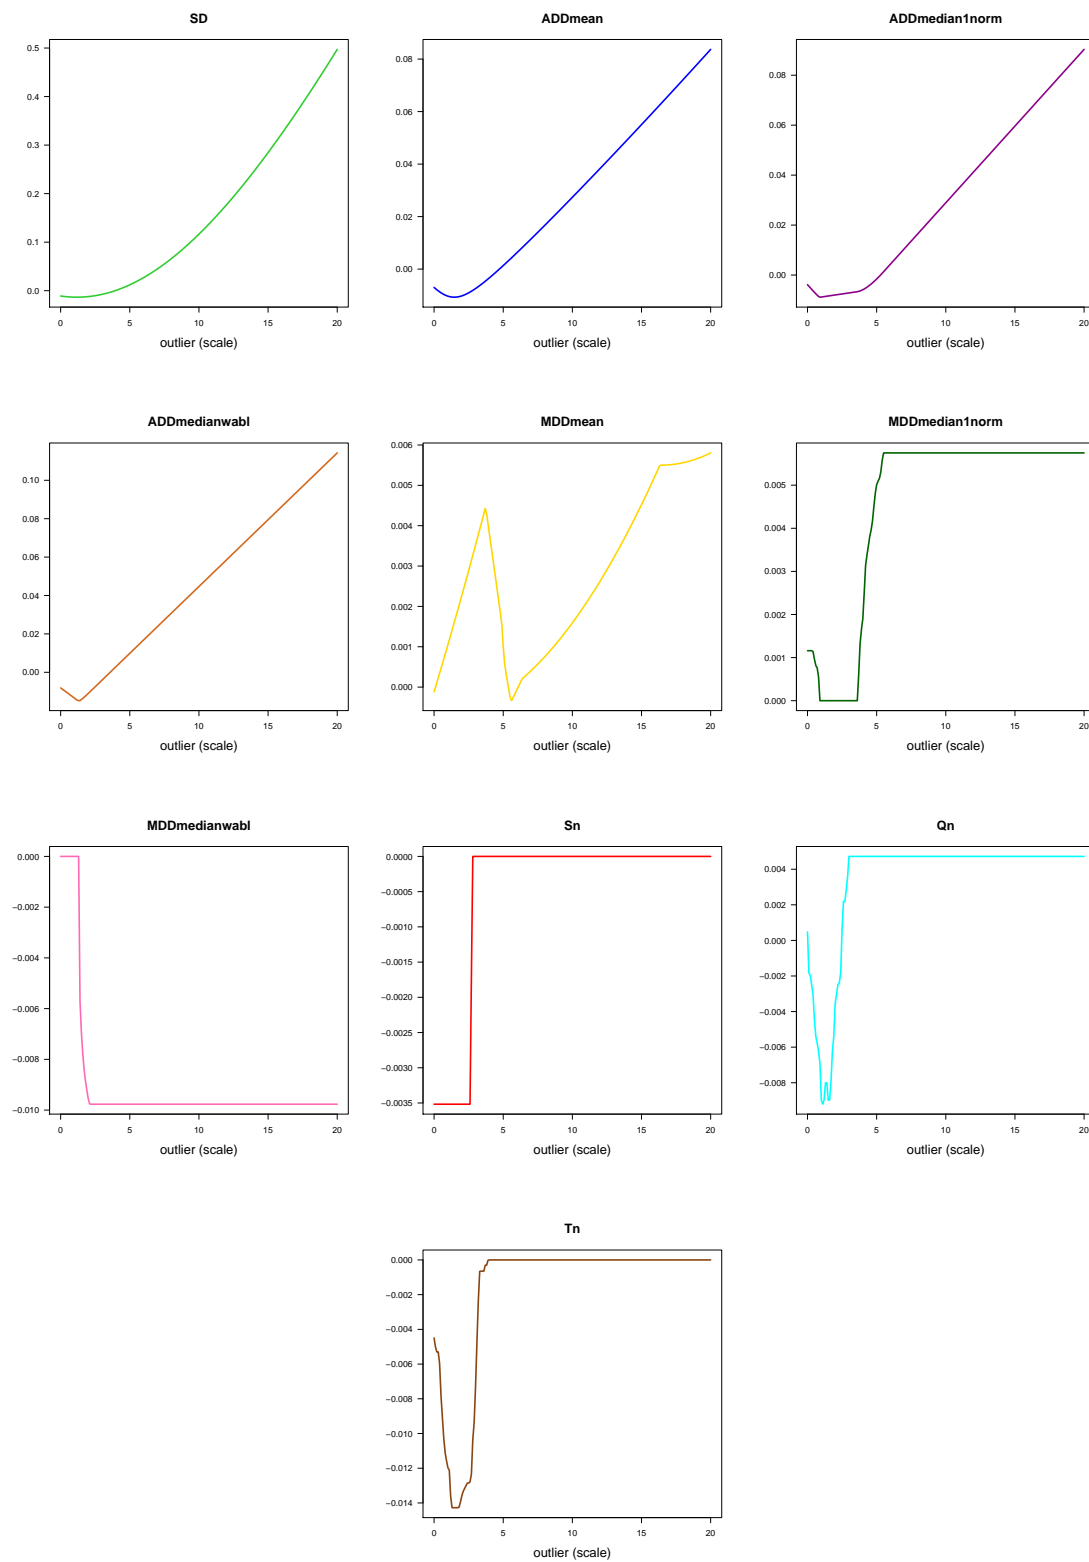 SD
ADDmean
ADDmedian1norm
0.5
0.4
0.3
0.2
0.1
0.0
0.08
0.06
0.04
0.02
0.00
0.08
0.06
0.04
0.02
0.00
0 5 10 15 20
0 5 10 15 20
0 5 10 15 20
outlier (scale)
outlier (scale)
outlier (scale)
ADDmedianwabl
MDDmean
MDDmedian1norm
0.10
0.08
0.06
0.04
0.02
0.00
0.006
0.005
0.004
0.003
0.002
0.001
0.000
0.005
0.004
0.003
0.002
0.001
0.000
0 5 10 15 20
0 5 10 15 20
0 5 10 15 20
outlier (scale)
outlier (scale)
outlier (scale)
MDDmedianwabl
Sn
Qn
0.000
−0.002
−0.004
−0.006
−0.008
−0.010
0.0000
−0.0005
−0.0010
−0.0015
−0.0020
−0.0025
−0.0030
−0.0035
0.004
0.002
0.000
−0.002
−0.004
−0.006
−0.008
0 5 10 15 20
0 5 10 15 20
0 5 10 15 20
outlier (scale)
outlier (scale)
outlier (scale)
Tn
0.000
−0.002
−0.004
−0.006
−0.008
−0.010
−0.012
−0.014
0 5 10 15 20
outlier (scale)